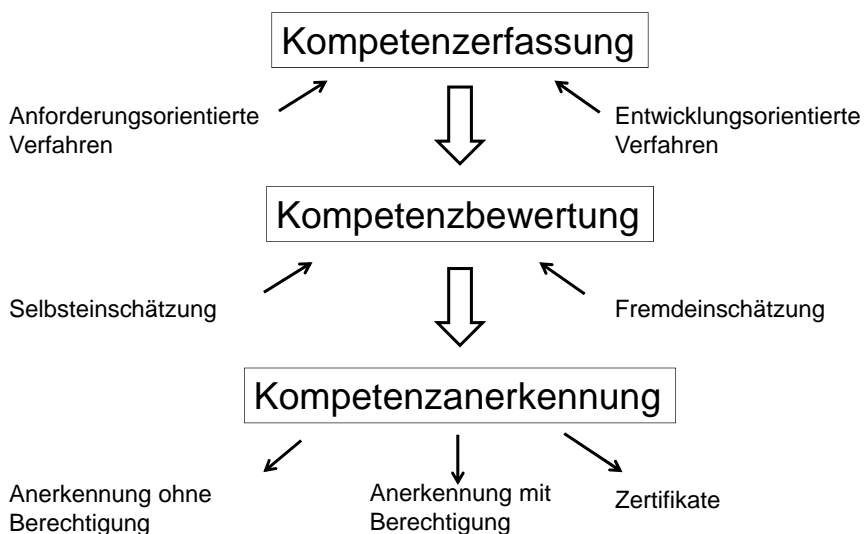 Kompetenzerfassung
Anforderungsorientierte
Verfahren
Entwicklungsorientierte
Verfahren
Kompetenzbewertung
Selbsteinschätzung
Fremdeinschätzung
Kompetenzanerkennung
Anerkennung ohne
Berechtigung
Anerkennung mit
Berechtigung
Zertifikate